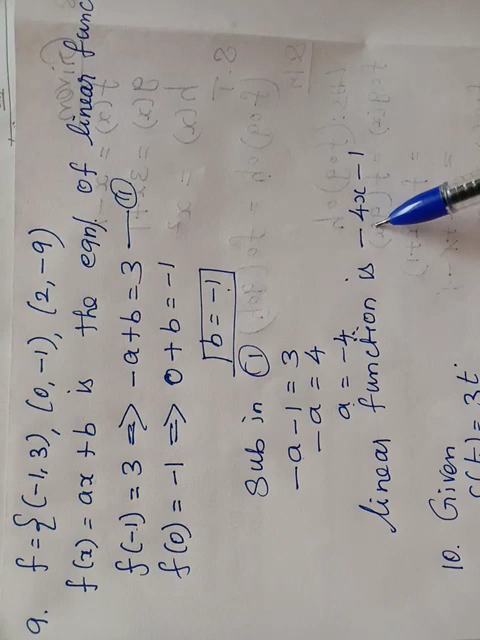 9. f = {(-1,3), (0,-1), (2,-9)
f(x) = ax + b is the eqn. of linear func
f(-1) = 3 => -a+b = 3 — ①
f(0) = -1 => 0 + b = -1
b = -1
Sub in ①
-a - 1 = 3
-a = 4
a = -4
linear function is -4x - 1
10. Given